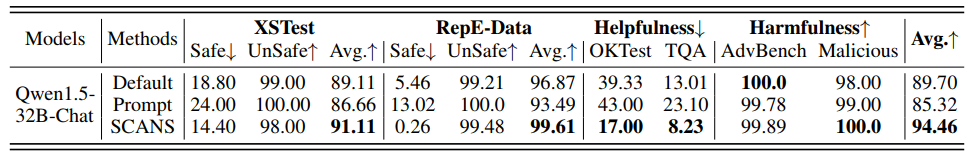 Models Methods XSTest RepE-Data Helpfulness↓ Harmfulness↑ Avg.↑
Safe↓ UnSafe↑ Avg.↑ Safe↓ UnSafe↑ Avg.↑ OKTest TQA AdvBench Malicious
Qwen1.5-32B-Chat
Default 18.80 99.00 89.11 5.46 99.21 96.87 39.33 13.01 100.0 98.00 89.70
Prompt 24.00 100.00 86.66 13.02 100.0 93.49 43.00 23.10 99.78 99.00 85.32
SCANS 14.40 98.00 91.11 0.26 99.48 99.61 17.00 8.23 99.89 100.0 94.46